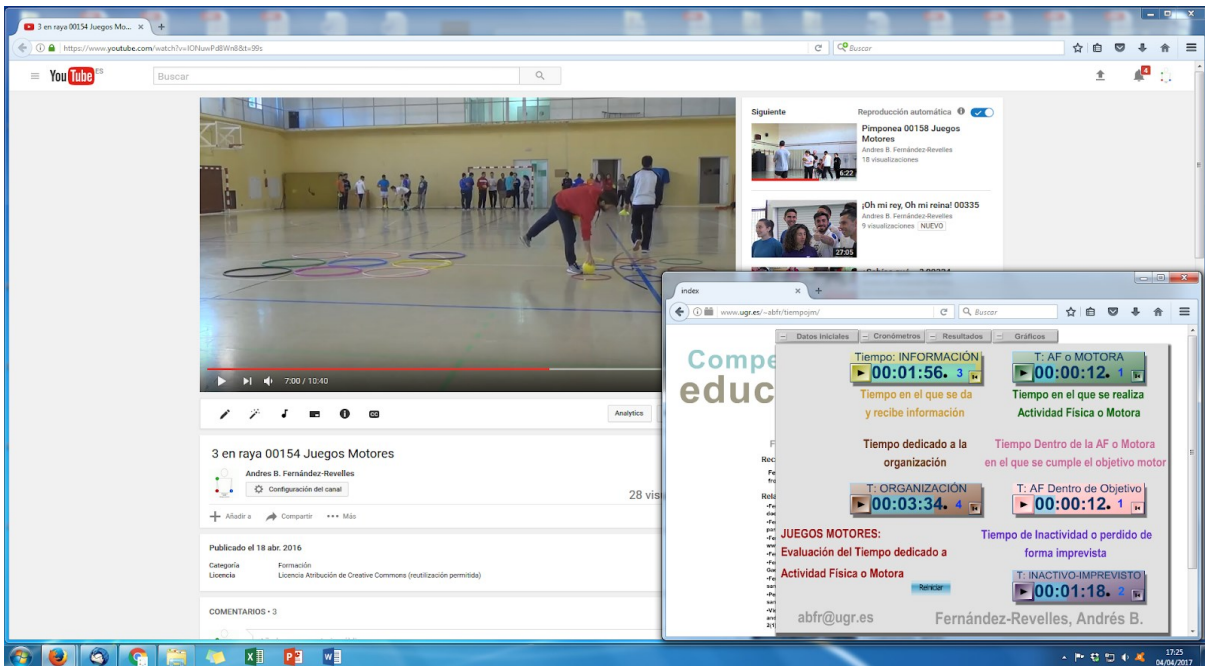 3 en raya 00154 Juegos Mo...
https://www.youtube.com/watch?v=IONuwPd8Wn8&t=99s
Buscar
YouTube ES
Buscar
4
Siguiente
Reproducción automática
Pimponea 00158 Juegos
Motores
Andres B. Fernández-Revelles
18 visualizaciones
6:22
¡Oh mi rey, Oh mi reina! 00335
Andres B. Fernández-Revelles
9 visualizaciones NUEVO
27:05
7:00 / 10:40
Analytics
3 en raya 00154 Juegos Motores
Andres B. Fernández-Revelles
Configuración del canal
28 vis
Añadir a Compartir Más
Publicado el 18 abr. 2016
Categoría Formación
Licencia Licencia Atribución de Creative Commons (reutilización permitida)
COMENTARIOS • 3
index
www.ugr.es/~abfr/tiempojm/
Buscar
Compe
educ
Datos Iniciales Cronómetros Resultados Gráficos
Tiempo: INFORMACIÓN
00:01:56. 3
Tiempo en el que se da
y recibe información
T: AF o MOTORA
00:00:12. 1
Tiempo en el que se realiza
Actividad Física o Motora
Tiempo dedicado a la
organización
Tiempo Dentro de la AF o Motora
en el que se cumple el objetivo motor
T: ORGANIZACIÓN
00:03:34. 4
T: AF Dentro de Objetivo
00:00:12. 1
JUEGOS MOTORES:
Evaluación del Tiempo dedicado a
Actividad Física o Motora
Reiniciar
Tiempo de Inactividad o perdido de
forma imprevista
T: INACTIVO-IMPREVISTO
00:01:18. 2
abfr@ugr.es
Fernández-Revelles, Andrés B.
17:25
04/04/2017